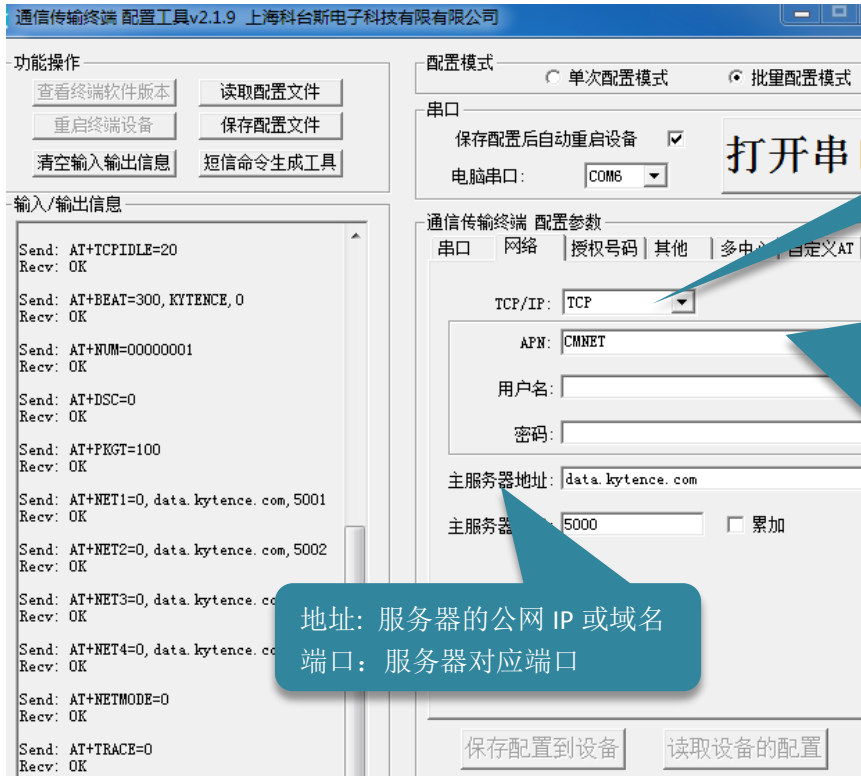 通信传输终端 配置工具v2.1.9 上海科台斯电子科技有限有限公司
功能操作
查看终端软件版本 读取配置文件
重启终端设备 保存配置文件
清空输入输出信息 短信命令生成工具
输入/输出信息
Send: AT+TCPIDLE=20
Recv: OK
Send: AT+BEAT=300, KYTENCE, 0
Recv: OK
Send: AT+NUM=00000001
Recv: OK
Send: AT+DSC=0
Recv: OK
Send: AT+PKGT=100
Recv: OK
Send: AT+NET1=0, data.kytence.com, 5001
Recv: OK
Send: AT+NET2=0, data.kytence.com, 5002
Recv: OK
Send: AT+NET3=0, data.kytence.
Recv: OK
Send: AT+NET4=0, data.kytence.
Recv: OK
Send: AT+NETMODE=0
Recv: OK
Send: AT+TRACE=0
Recv: OK
配置模式
单次配置模式 批里配置模式
串口
保存配置后自动重启设备
电脑串口: COM6
打开串
通信传输终端 配置参数
串口 网络 授权号码 其他 多中心 自定义AT
TCP/IP: TCP
APN: CMNET
用户名:
密码:
主服务器地址: data.kytence.com
主服务器 : 5000 累加
地址: 服务器的公网 IP 或域名
端口：服务器对应端口
保存配置到设备 读取设备的配置